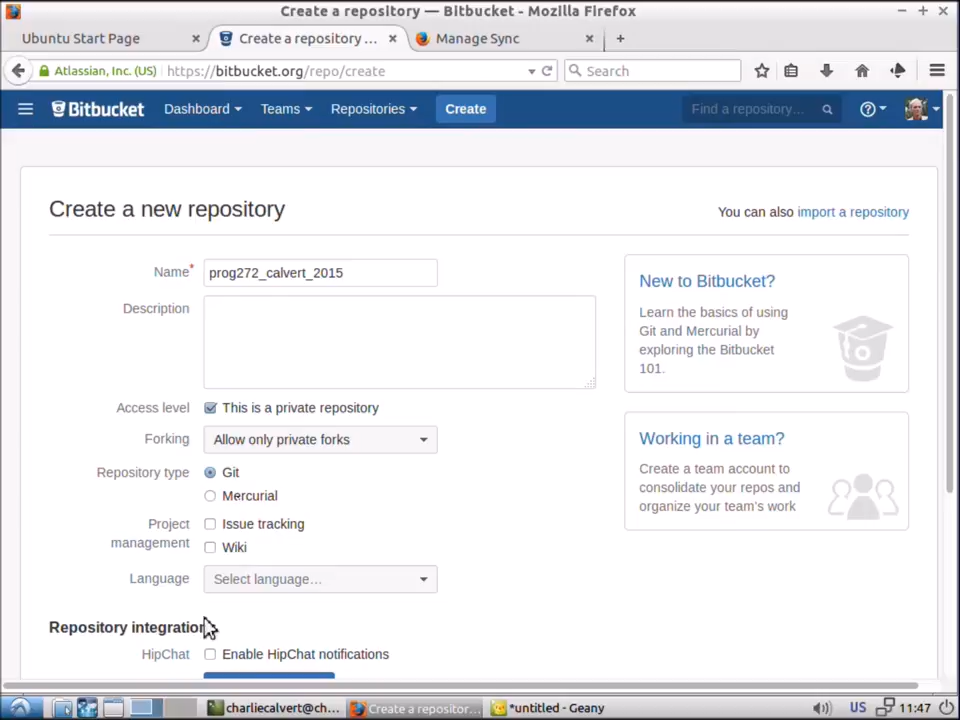 Create a repository — Bitbucket - Mozilla Firefox
Ubuntu Start Page
Create a repository ...
Manage Sync
Atlassian, Inc. (US)
https://bitbucket.org/repo/create
Search
Bitbucket
Dashboard
Teams
Repositories
Create
Find a repository...
Create a new repository
You can also import a repository
Name*
prog272_calvert_2015
Description
Access level
This is a private repository
Forking
Allow only private forks
Repository type
Git
Mercurial
Project management
Issue tracking
Wiki
Language
Select language...
Repository integration
HipChat
Enable HipChat notifications
New to Bitbucket?
Learn the basics of using
Git and Mercurial by
exploring the Bitbucket
101.
Working in a team?
Create a team account to
consolidate your repos and
organize your team's work
charliecalvert@ch...
Create a repositor...
*untitled - Geany
US
11:47